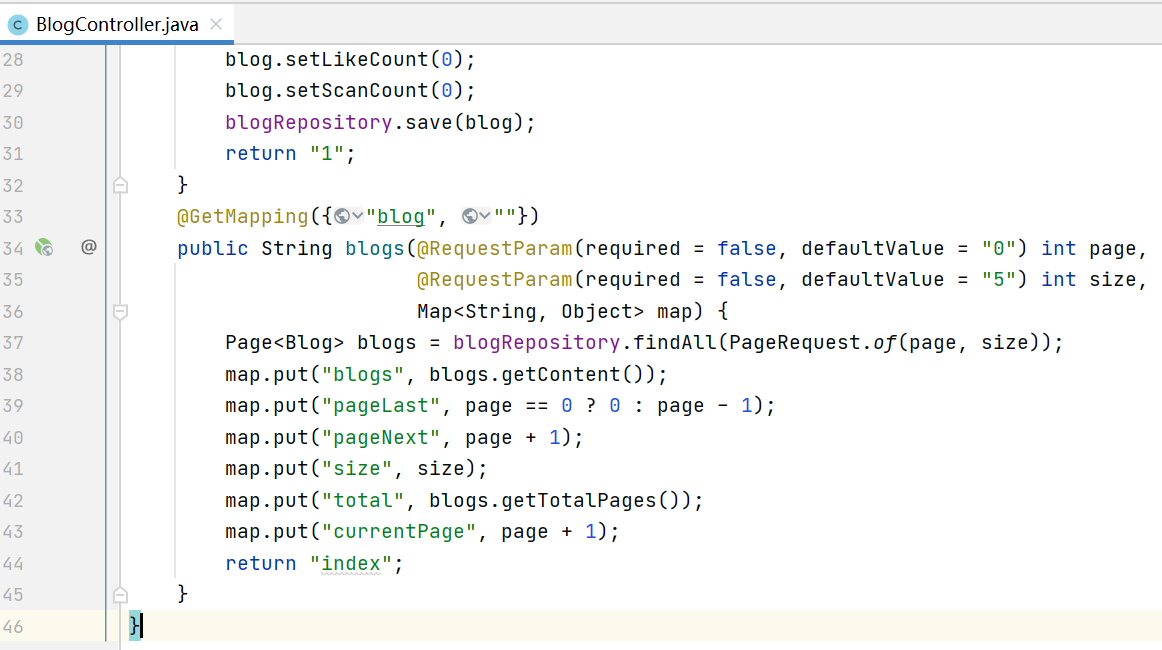 BlogController.java
28 blog.setLikeCount(0);
29 blog.setScanCount(0);
30 blogRepository.save(blog);
31 return "1";
32 }
33 @GetMapping({"blog", ""})
34 @ public String blogs(@RequestParam(required = false, defaultValue = "0") int page,
35 @RequestParam(required = false, defaultValue = "5") int size,
36 Map<String, Object> map) {
37 Page<Blog> blogs = blogRepository.findAll(PageRequest.of(page, size));
38 map.put("blogs", blogs.getContent());
39 map.put("pageLast", page == 0 ? 0 : page - 1);
40 map.put("pageNext", page + 1);
41 map.put("size", size);
42 map.put("total", blogs.getTotalPages());
43 map.put("currentPage", page + 1);
44 return "index";
45 }
46 }